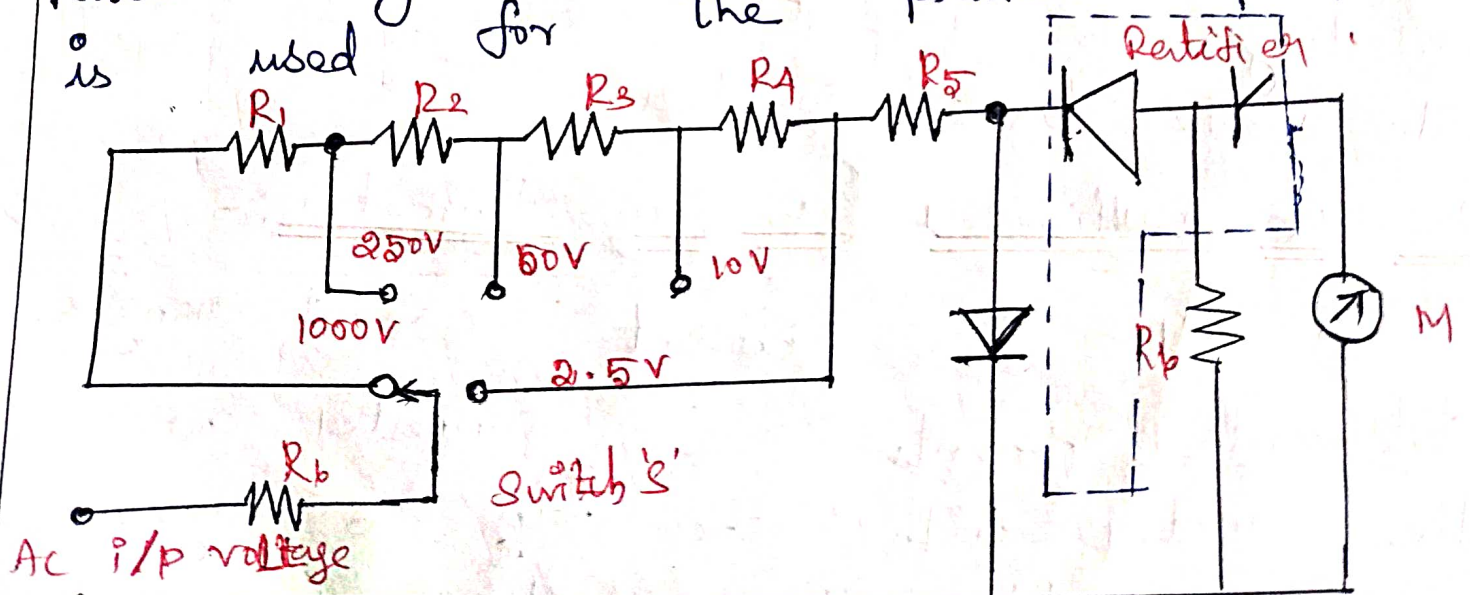 the
is used for
Rectifier
R1 R2 R3 R4 R5
250V 50V 10V
1000V
M
2.5V
Rb
Rb
Switch 'S'
AC i/p voltage